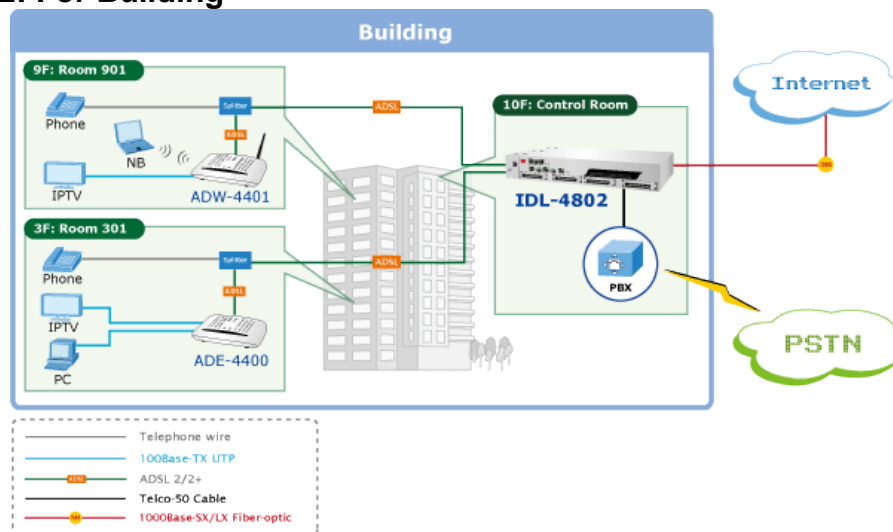 Building
9F: Room 901
Phone
Splitter
ADSL
NB
IPTV
ADW-4401
ADSL
10F: Control Room
IDL-4802
PBX
Internet
3F: Room 301
Phone
Splitter
ADSL
IPTV
PC
ADE-4400
ADSL
PSTN
Telephone wire
100Base-TX UTP
ADSL
ADSL 2/2+
Telco-50 Cable
1000Base-SX/LX Fiber-optic